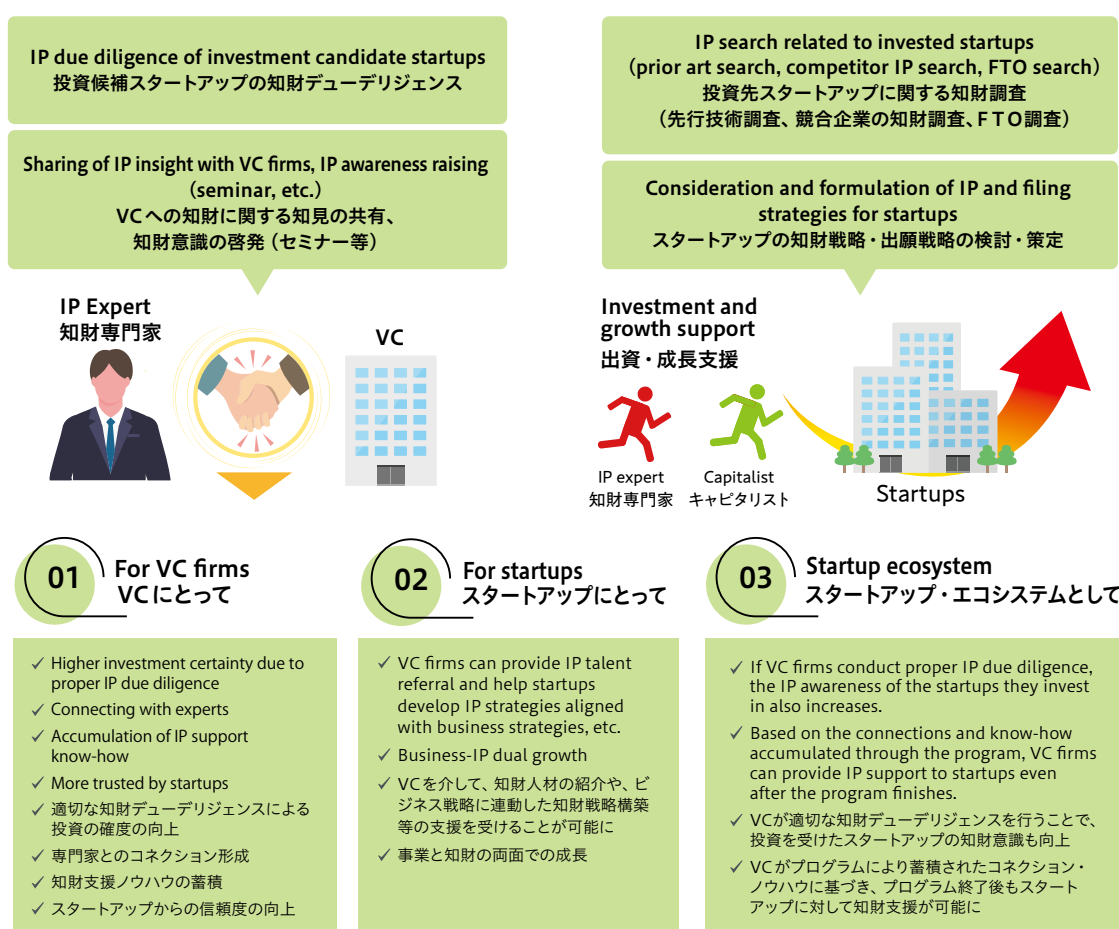 IP due diligence of investment candidate startups
投資候補スタートアップの知財デューデリジェンス
Sharing of IP insight with VC firms, IP awareness raising
(seminar, etc.)
VCへの知財に関する知見の共有、
知財意識の啓発（セミナー等）
IP search related to invested startups
(prior art search, competitor IP search, FTO search)
投資先スタートアップに関する知財調査
（先行技術調査、競合企業の知財調査、FTO調査）
Consideration and formulation of IP and filing
strategies for startups
スタートアップの知財戦略・出願戦略の検討・策定
IP Expert
知財専門家
VC
Investment and
growth support
出資・成長支援
IP expert
知財専門家
Capitalist
キャピタリスト
Startups
01
For VC firms
VCにとって
✓ Higher investment certainty due to
proper IP due diligence
✓ Connecting with experts
✓ Accumulation of IP support
know-how
✓ More trusted by startups
✓ 適切な知財デューデリジェンスによる
投資の確度の向上
✓ 専門家とのコネクション形成
✓ 知財支援ノウハウの蓄積
✓ スタートアップからの信頼度の向上
02
For startups
スタートアップにとって
✓ VC firms can provide IP talent
referral and help startups
develop IP strategies aligned
with business strategies, etc.
✓ Business-IP dual growth
✓ VCを介して、知財人材の紹介や、ビ
ジネス戦略に連動した知財戦略構築
等の支援を受けることが可能に
✓ 事業と知財の両面での成長
03
Startup ecosystem
スタートアップ・エコシステムとして
✓ If VC firms conduct proper IP due diligence,
the IP awareness of the startups they invest
in also increases.
✓ Based on the connections and know-how
accumulated through the program, VC firms
can provide IP support to startups even
after the program finishes.
✓ VCが適切な知財デューデリジェンスを行うことで、
投資を受けたスタートアップの知財意識も向上
✓ VCがプログラムにより蓄積されたコネクション・
ノウハウに基づき、プログラム終了後もスタート
アップに対して知財支援が可能に